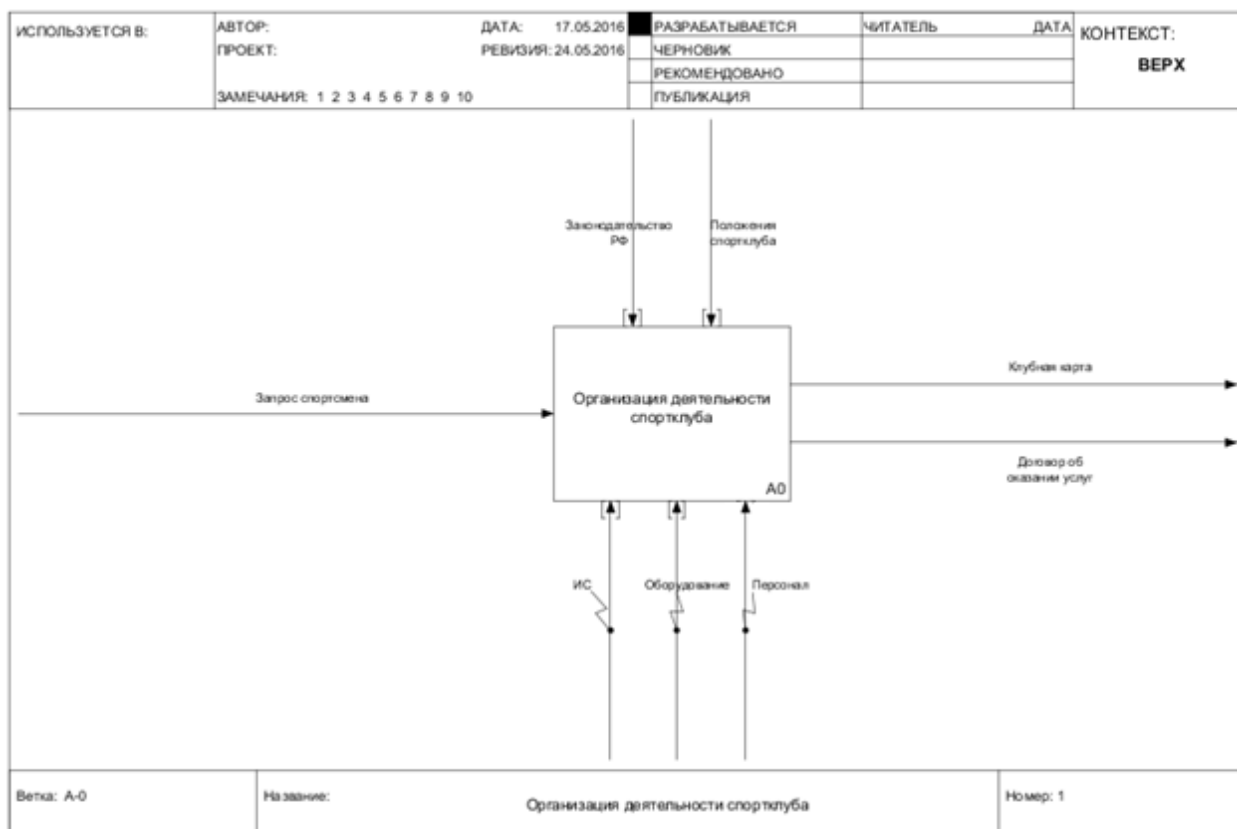 ИСПОЛЬЗУЕТСЯ В:
АВТОР:
ДАТА: 17.05.2016
РАЗРАБАТЫВАЕТСЯ
ЧИТАТЕЛЬ
ДАТА
КОНТЕКСТ:
ПРОЕКТ:
РЕВИЗИЯ: 24.05.2016
ЧЕРНОВИК
ВЕРХ
РЕКОМЕНДОВАНО
ЗАМЕЧАНИЯ: 1 2 3 4 5 6 7 8 9 10
ПУБЛИКАЦИЯ
Законодательство
РФ
Положения
спортклуба
Запрос спортсмена
Организация деятельности
спортклуба
A0
Клубная карта
Договор об
оказании услуг
ИС
Оборудование
Персонал
Ветка: A-0
Название:
Организация деятельности спортклуба
Номер: 1